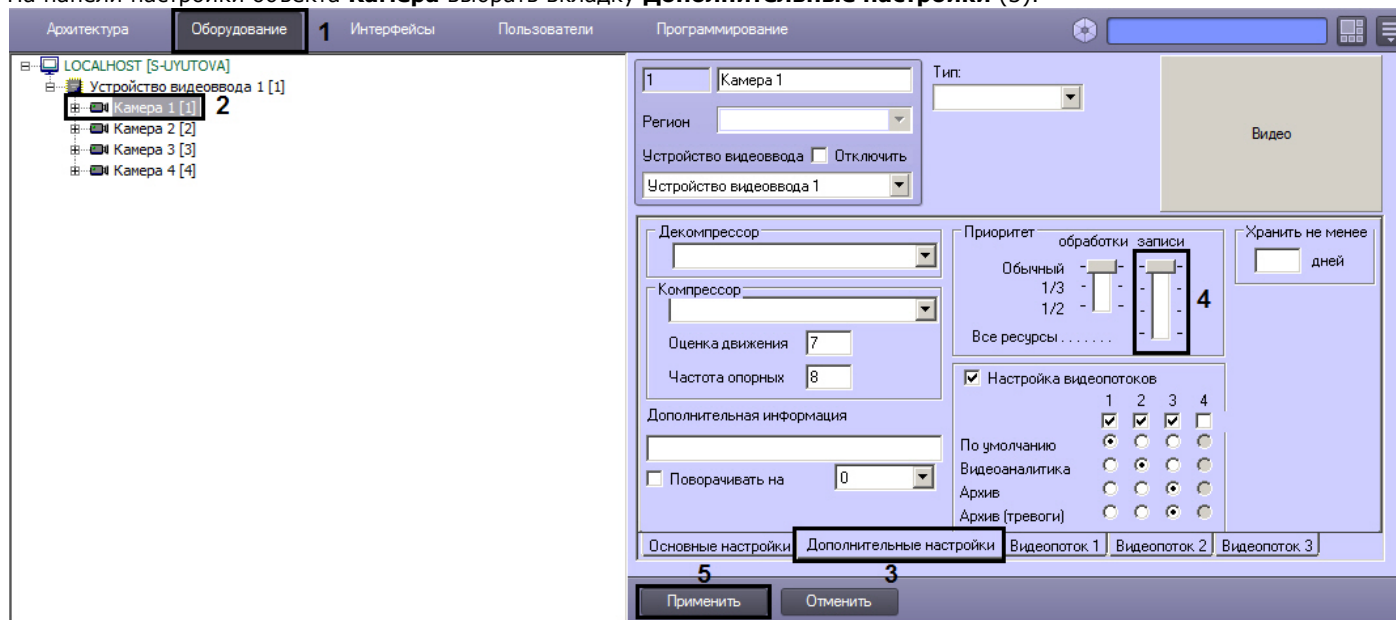 На панели настройки объекта Камера выбрать вкладку Дополнительные настройки (3).
Архитектура Оборудование 1 Интерфейсы Пользователи Программирование
LOCALHOST [S-UYUTOVA]
Устройство видеоввода 1 [1]
Камера 1 [1] 2
Камера 2 [2]
Камера 3 [3]
Камера 4 [4]
1 Камера 1
Тип:
Регион
Устройство видеоввода Отключить
Устройство видеоввода 1
Видео
Декомпрессор
Компрессор
Оценка движения 7
Частота опорных 8
Дополнительная информация
Поворачивать на 0
Приоритет
обработки записи
Обычный
1/3
1/2
4
Все ресурсы . . . . . . .
Хранить не менее
дней
Настройка видеопотоков
1 2 3 4
По умолчанию
Видеоаналитика
Архив
Архив (тревоги)
Основные настройки Дополнительные настройки Видеопоток 1 Видеопоток 2 Видеопоток 3
5 3
Применить Отменить